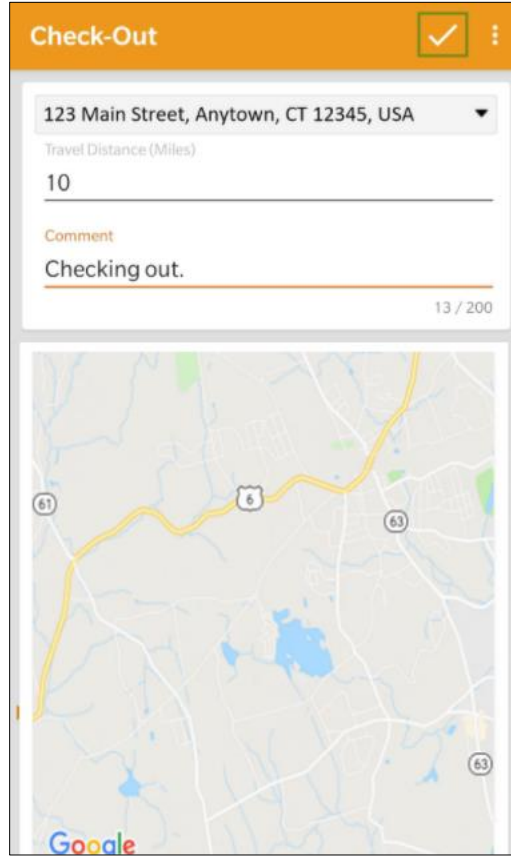 Check-Out
123 Main Street, Anytown, CT 12345, USA
Travel Distance (Miles)
10
Comment
Checking out.
13 / 200
6
61
63
63
Google